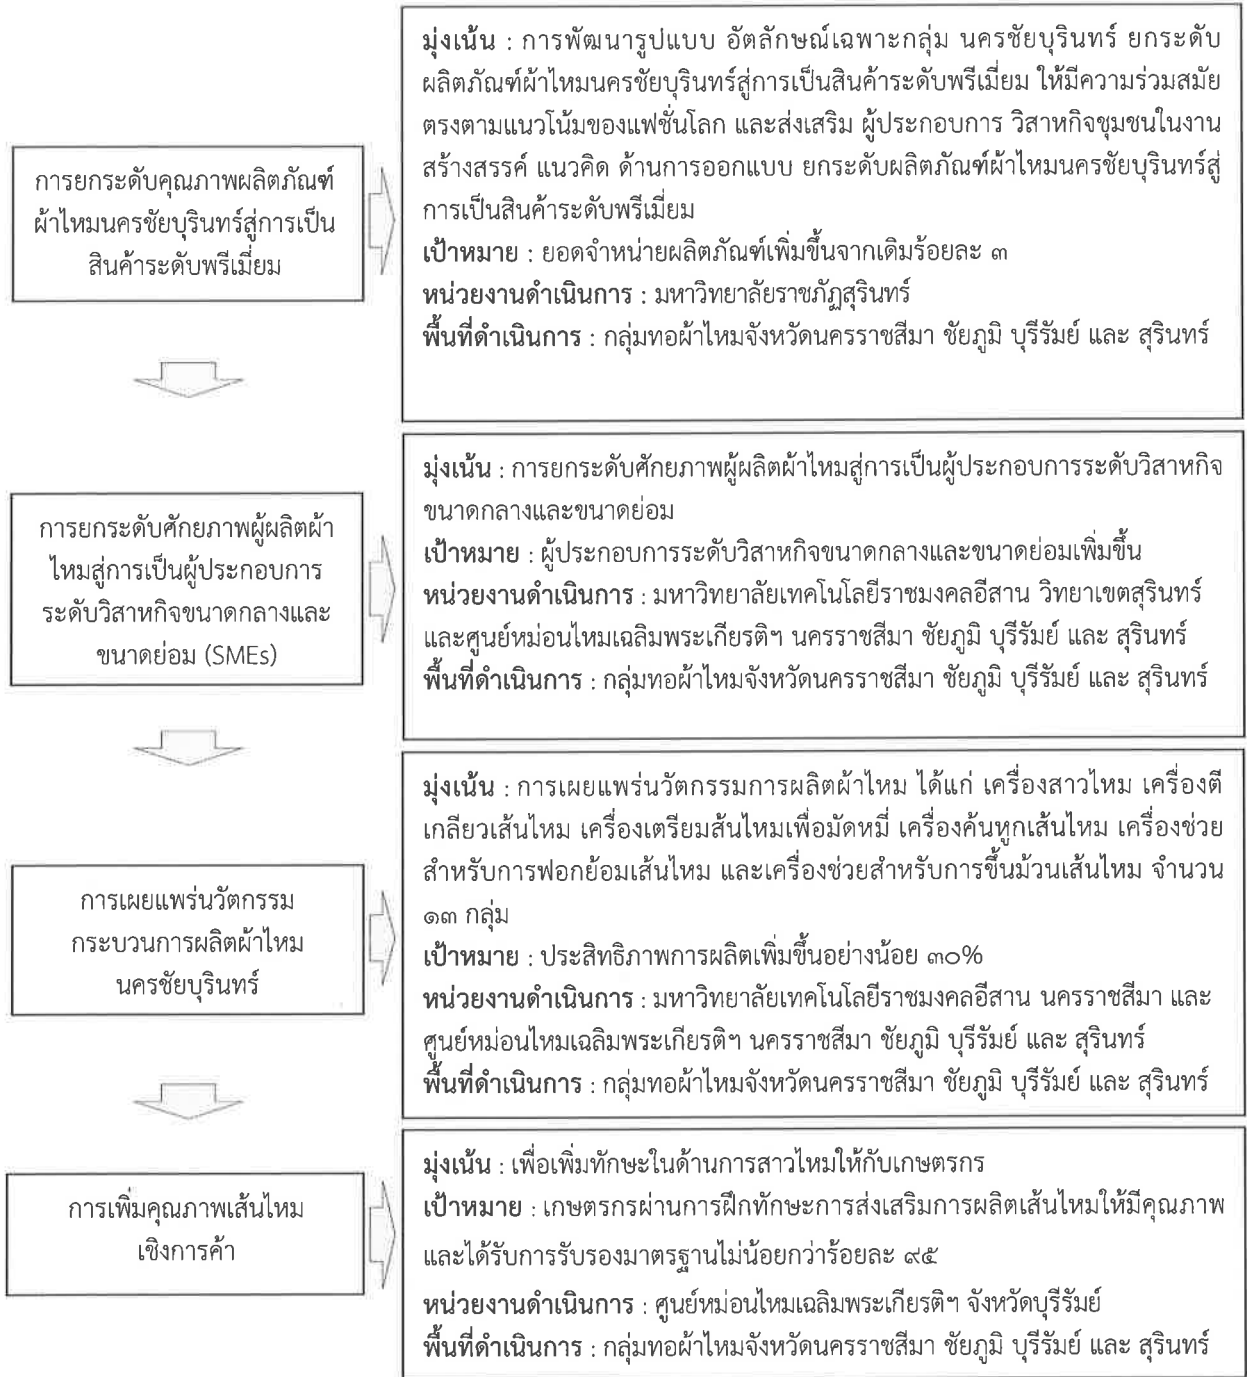 การยกระดับคุณภาพผลิตภัณฑ์
ผ้าไหมนครชัยบุรินทร์สู่การเป็น
สินค้าระดับพรีเมี่ยม
มุ่งเน้น : การพัฒนารูปแบบ อัตลักษณ์เฉพาะกลุ่ม นครชัยบุรินทร์ ยกระดับ
ผลิตภัณฑ์ผ้าไหมนครชัยบุรินทร์สู่การเป็นสินค้าระดับพรีเมี่ยม ให้มีความร่วมสมัย
ตรงตามแนวโน้มของแฟชั่นโลก และส่งเสริม ผู้ประกอบการ วิสาหกิจชุมชนในงาน
สร้างสรรค์ แนวคิด ด้านการออกแบบ ยกระดับผลิตภัณฑ์ผ้าไหมนครชัยบุรินทร์สู่
การเป็นสินค้าระดับพรีเมี่ยม
เป้าหมาย : ยอดจำหน่ายผลิตภัณฑ์เพิ่มขึ้นจากเดิมร้อยละ ๓
หน่วยงานดำเนินการ : มหาวิทยาลัยราชภัฏสุรินทร์
พื้นที่ดำเนินการ : กลุ่มทอผ้าไหมจังหวัดนครราชสีมา ชัยภูมิ บุรีรัมย์ และ สุรินทร์
การยกระดับศักยภาพผู้ผลิตผ้า
ไหมสู่การเป็นผู้ประกอบการ
ระดับวิสาหกิจขนาดกลางและ
ขนาดย่อม (SMEs)
มุ่งเน้น : การยกระดับศักยภาพผู้ผลิตผ้าไหมสู่การเป็นผู้ประกอบการระดับวิสาหกิจ
ขนาดกลางและขนาดย่อม
เป้าหมาย : ผู้ประกอบการระดับวิสาหกิจขนาดกลางและขนาดย่อมเพิ่มขึ้น
หน่วยงานดำเนินการ : มหาวิทยาลัยเทคโนโลยีราชมงคลอีสาน วิทยาเขตสุรินทร์
และศูนย์หม่อนไหมเฉลิมพระเกียรติฯ นครราชสีมา ชัยภูมิ บุรีรัมย์ และ สุรินทร์
พื้นที่ดำเนินการ : กลุ่มทอผ้าไหมจังหวัดนครราชสีมา ชัยภูมิ บุรีรัมย์ และ สุรินทร์
การเผยแพร่นวัตกรรม
กระบวนการผลิตผ้าไหม
นครชัยบุรินทร์
มุ่งเน้น : การเผยแพร่นวัตกรรมการผลิตผ้าไหม ได้แก่ เครื่องสาวไหม เครื่องตี
เกลียวเส้นไหม เครื่องเตรียมส้นไหมเพื่อมัดหมี่ เครื่องค้นหูกเส้นไหม เครื่องช่วย
สำหรับการฟอกย้อมเส้นไหม และเครื่องช่วยสำหรับการขึ้นม้วนเส้นไหม จำนวน
๑๓ กลุ่ม
เป้าหมาย : ประสิทธิภาพการผลิตเพิ่มขึ้นอย่างน้อย ๓๐%
หน่วยงานดำเนินการ : มหาวิทยาลัยเทคโนโลยีราชมงคลอีสาน นครราชสีมา และ
ศูนย์หม่อนไหมเฉลิมพระเกียรติฯ นครราชสีมา ชัยภูมิ บุรีรัมย์ และ สุรินทร์
พื้นที่ดำเนินการ : กลุ่มทอผ้าไหมจังหวัดนครราชสีมา ชัยภูมิ บุรีรัมย์ และ สุรินทร์
การเพิ่มคุณภาพเส้นไหม
เชิงการค้า
มุ่งเน้น : เพื่อเพิ่มทักษะในด้านการสาวไหมให้กับเกษตรกร
เป้าหมาย : เกษตรกรผ่านการฝึกทักษะการส่งเสริมการผลิตเส้นไหมให้มีคุณภาพ
และได้รับการรับรองมาตรฐานไม่น้อยกว่าร้อยละ ๙๕
หน่วยงานดำเนินการ : ศูนย์หม่อนไหมเฉลิมพระเกียรติฯ จังหวัดบุรีรัมย์
พื้นที่ดำเนินการ : กลุ่มทอผ้าไหมจังหวัดนครราชสีมา ชัยภูมิ บุรีรัมย์ และ สุรินทร์